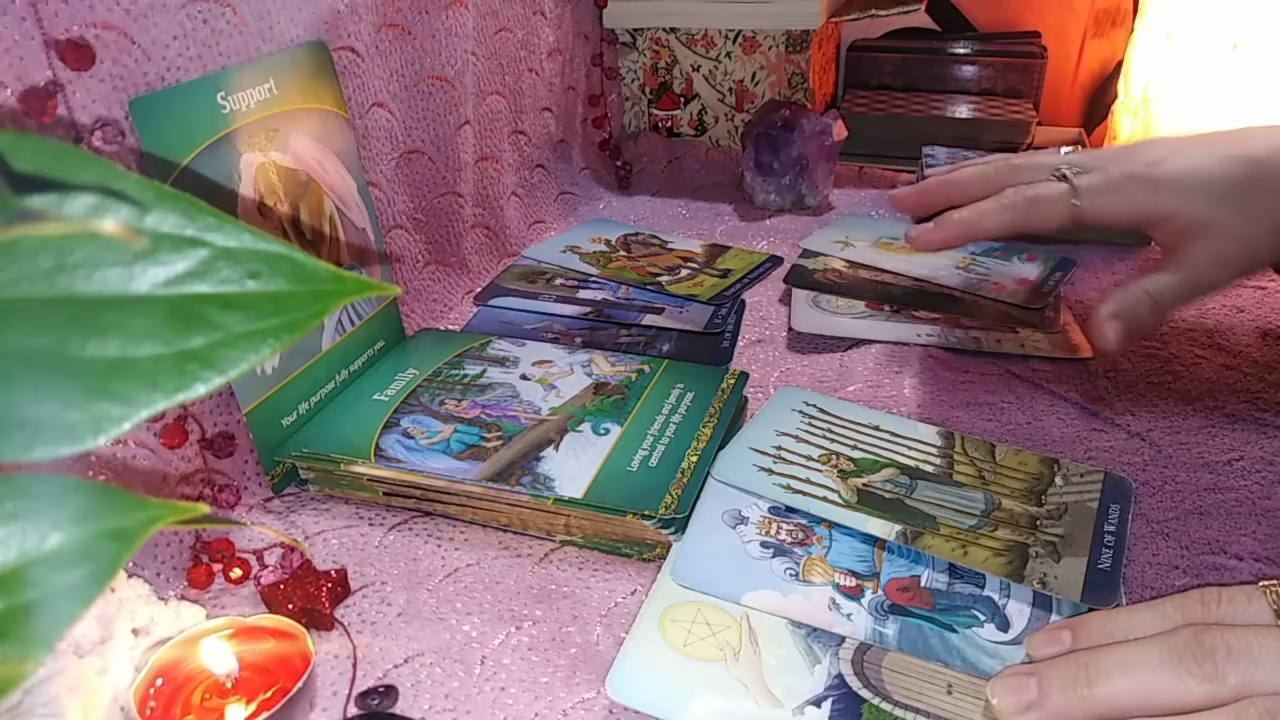 Support
Your life purpose fully supports you.
Family
Loving your friends and family is
central to your life purpose.
NINE OF WANDS